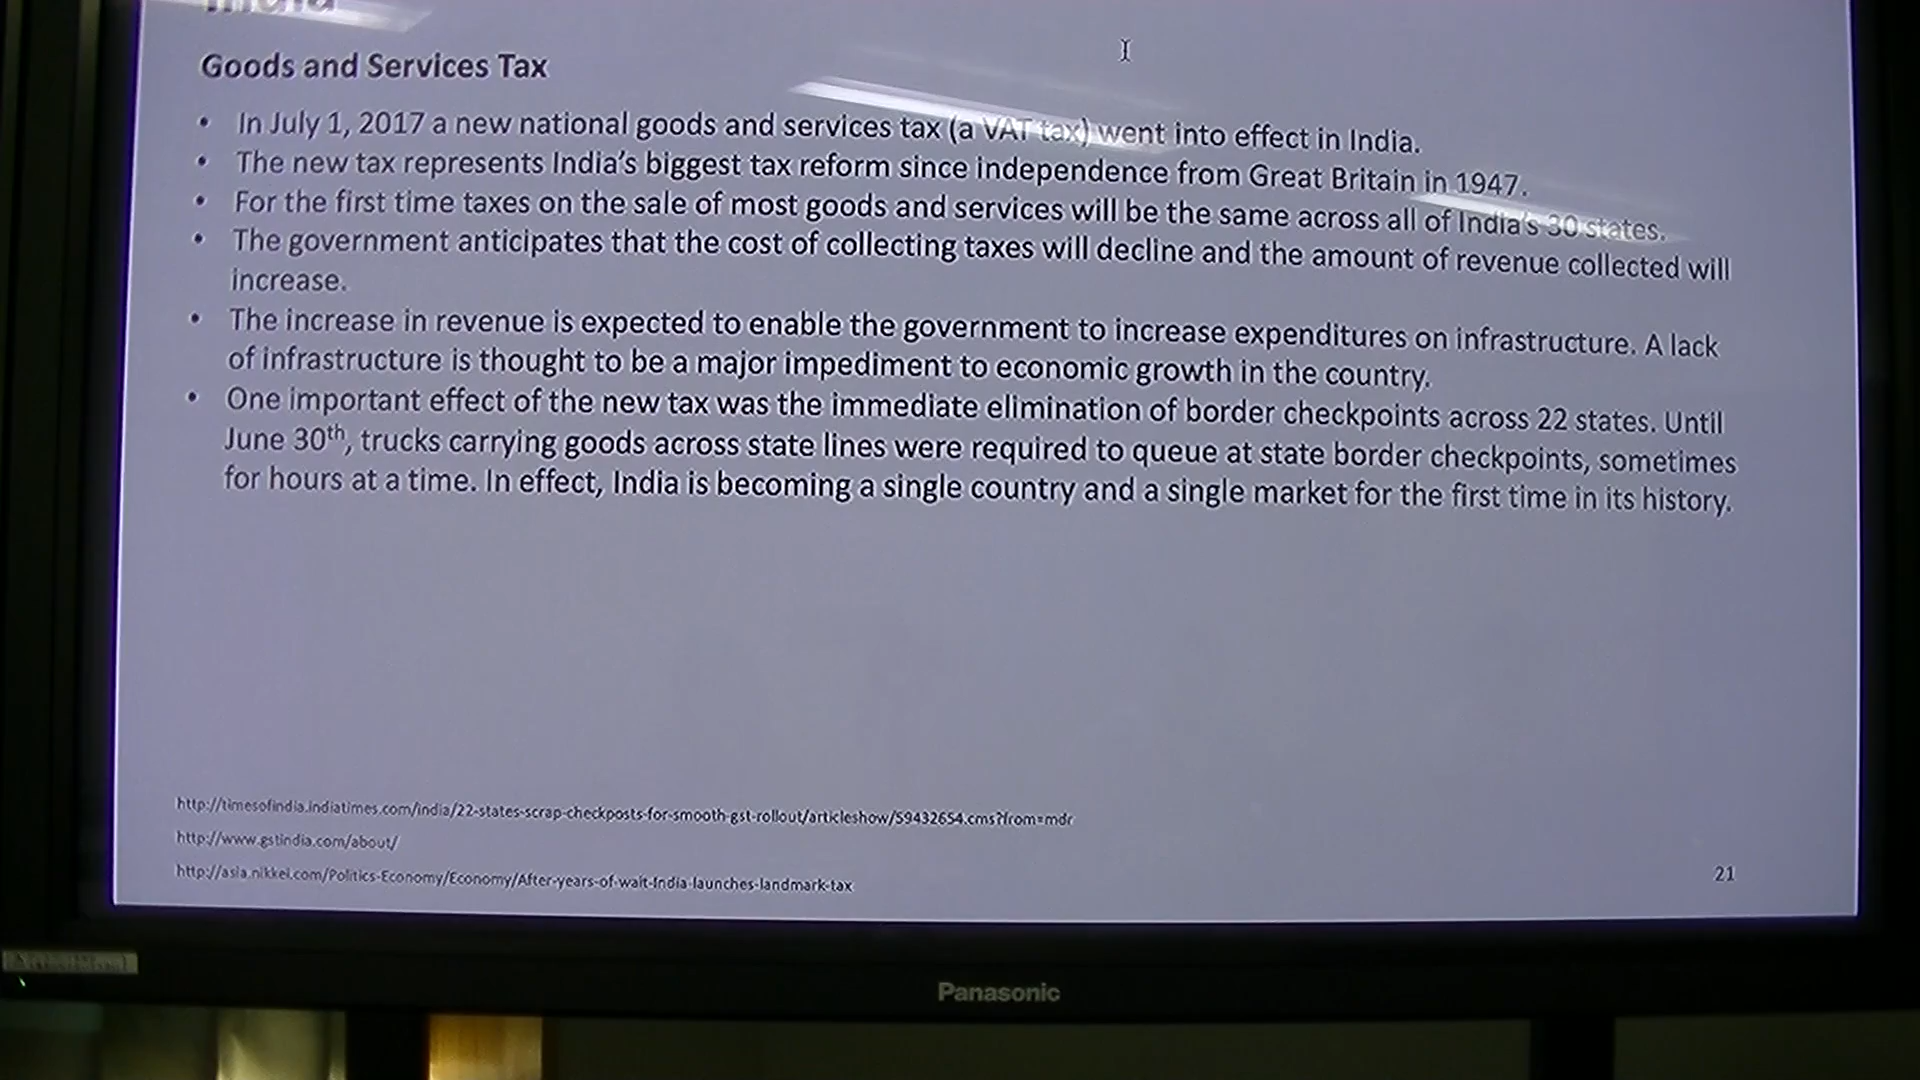 India
Goods and Services Tax
• In July 1, 2017 a new national goods and services tax (a VAT tax) went into effect in India.
• The new tax represents India's biggest tax reform since independence from Great Britain in 1947.
• For the first time taxes on the sale of most goods and services will be the same across all of India's 30 states.
• The government anticipates that the cost of collecting taxes will decline and the amount of revenue collected will
increase.
• The increase in revenue is expected to enable the government to increase expenditures on infrastructure. A lack
of infrastructure is thought to be a major impediment to economic growth in the country.
• One important effect of the new tax was the immediate elimination of border checkpoints across 22 states. Until
June 30th, trucks carrying goods across state lines were required to queue at state border checkpoints, sometimes
for hours at a time. In effect, India is becoming a single country and a single market for the first time in its history.
http://timesofindia.indiatimes.com/india/22-states-scrap-checkposts-for-smooth-gst-rollout/articleshow/59432654.cms?from=mdr
http://www.gstindia.com/about/
http://asia.nikkei.com/Politics-Economy/Economy/After-years-of-wait-India-launches-landmark-tax
21
Panasonic